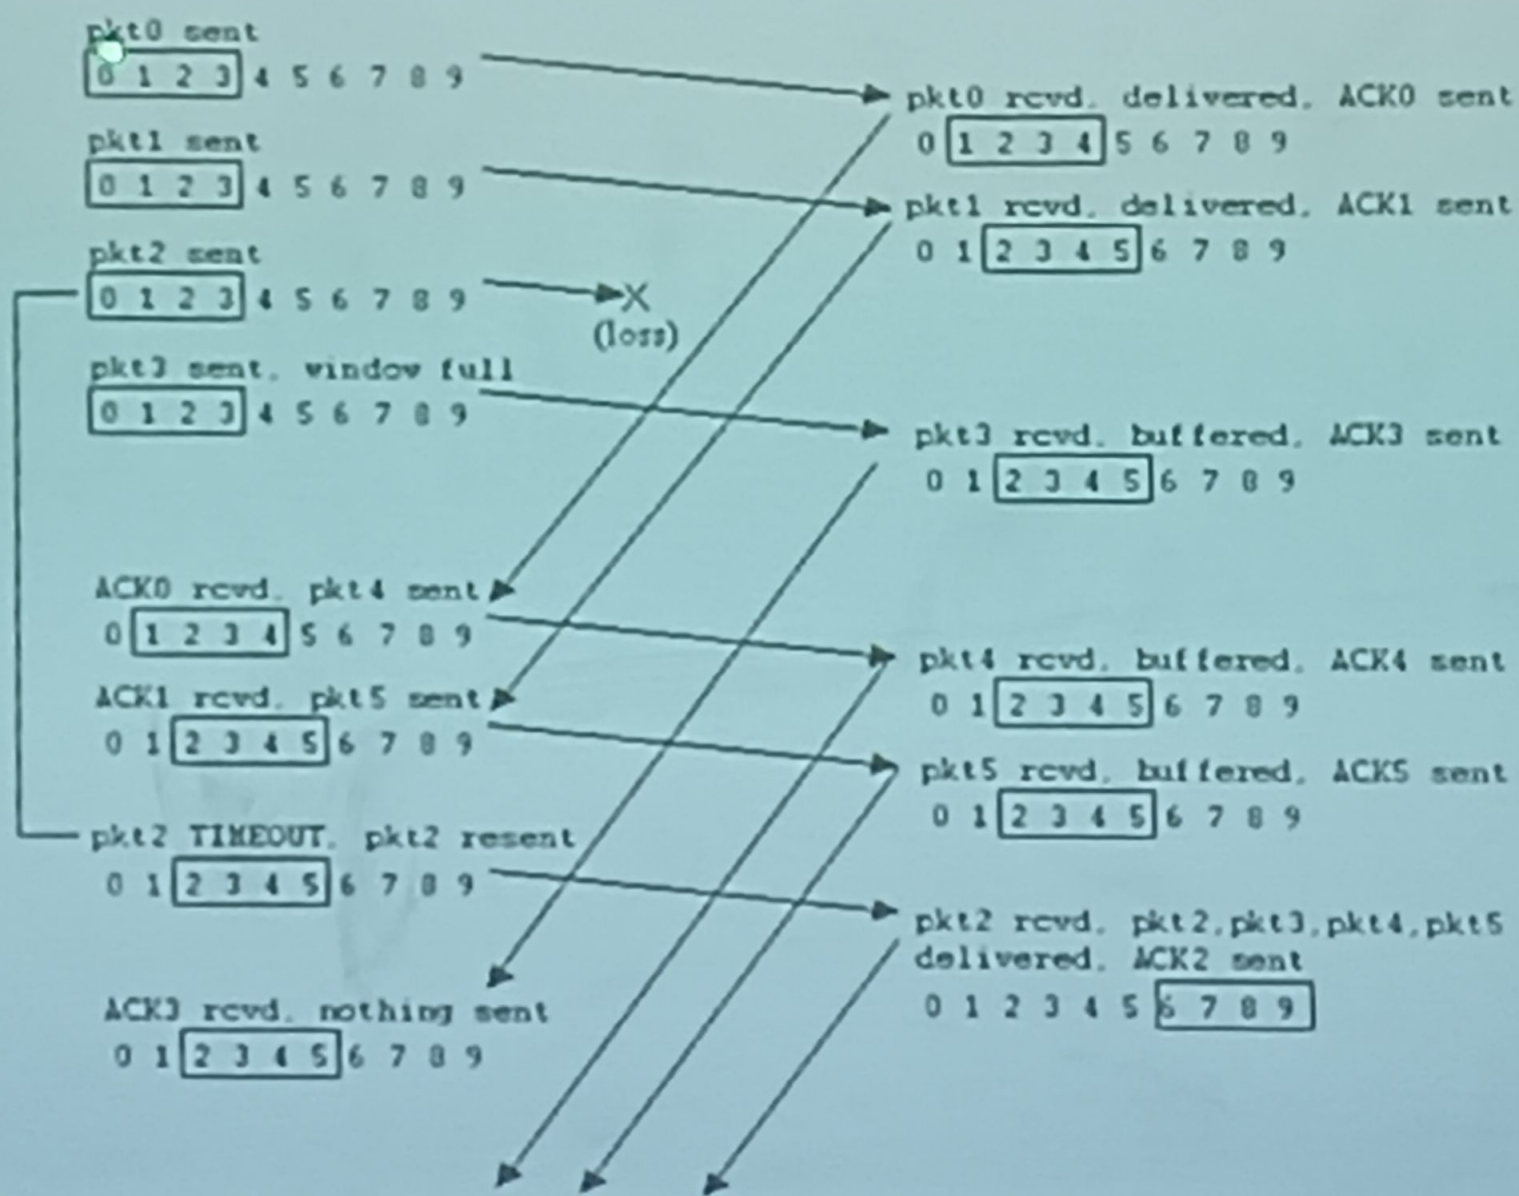 pkt0 sent
0 1 2 3 4 5 6 7 8 9
pkt1 sent
0 1 2 3 4 5 6 7 8 9
pkt2 sent
0 1 2 3 4 5 6 7 8 9
(loss)
pkt3 sent, window full
0 1 2 3 4 5 6 7 8 9
ACK0 rcvd, pkt4 sent
0 1 2 3 4 5 6 7 8 9
ACK1 rcvd, pkt5 sent
0 1 2 3 4 5 6 7 8 9
pkt2 TIMEOUT, pkt2 resent
0 1 2 3 4 5 6 7 8 9
ACK3 rcvd, nothing sent
0 1 2 3 4 5 6 7 8 9
pkt0 rcvd, delivered, ACK0 sent
0 1 2 3 4 5 6 7 8 9
pkt1 rcvd, delivered, ACK1 sent
0 1 2 3 4 5 6 7 8 9
pkt3 rcvd, buffered, ACK3 sent
0 1 2 3 4 5 6 7 8 9
pkt4 rcvd, buffered, ACK4 sent
0 1 2 3 4 5 6 7 8 9
pkt5 rcvd, buffered, ACK5 sent
0 1 2 3 4 5 6 7 8 9
pkt2 rcvd, pkt2,pkt3,pkt4,pkt5
delivered, ACK2 sent
0 1 2 3 4 5 6 7 8 9